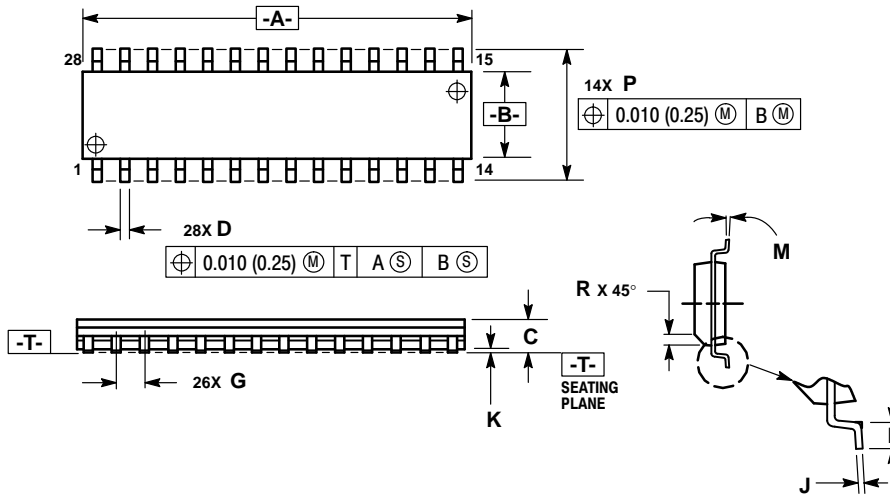 -A-
28
15
14X P
⌖ 0.010 (0.25) Ⓜ B Ⓜ
-B-
1
14
28X D
⌖ 0.010 (0.25) Ⓜ T A Ⓢ B Ⓢ
M
R X 45°
-T-
C
-T-
SEATING
PLANE
26X G
K
J